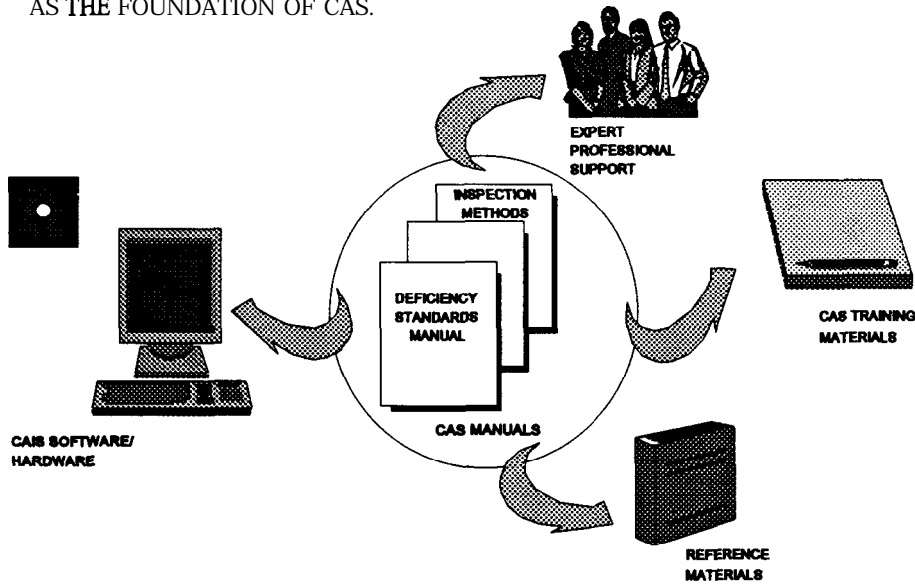 AS THE FOUNDATION OF CAS.
EXPERT
PROFESSIONAL
SUPPORT
INSPECTION
METHODS
DEFICIENCY
STANDARDS
MANUAL
CAS TRAINING
MATERIALS
CAS MANUALS
CAIS SOFTWARE/
HARDWARE
REFERENCE
MATERIALS